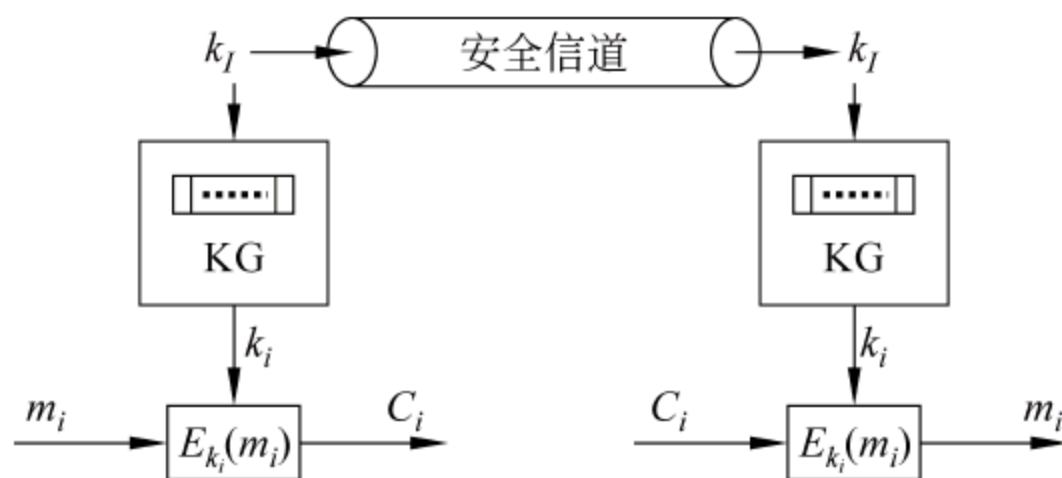 k_I 安全信道 k_I
KG KG
k_i k_i
m_i E_{k_i}(m_i) C_i C_i E_{k_i}(m_i) m_i